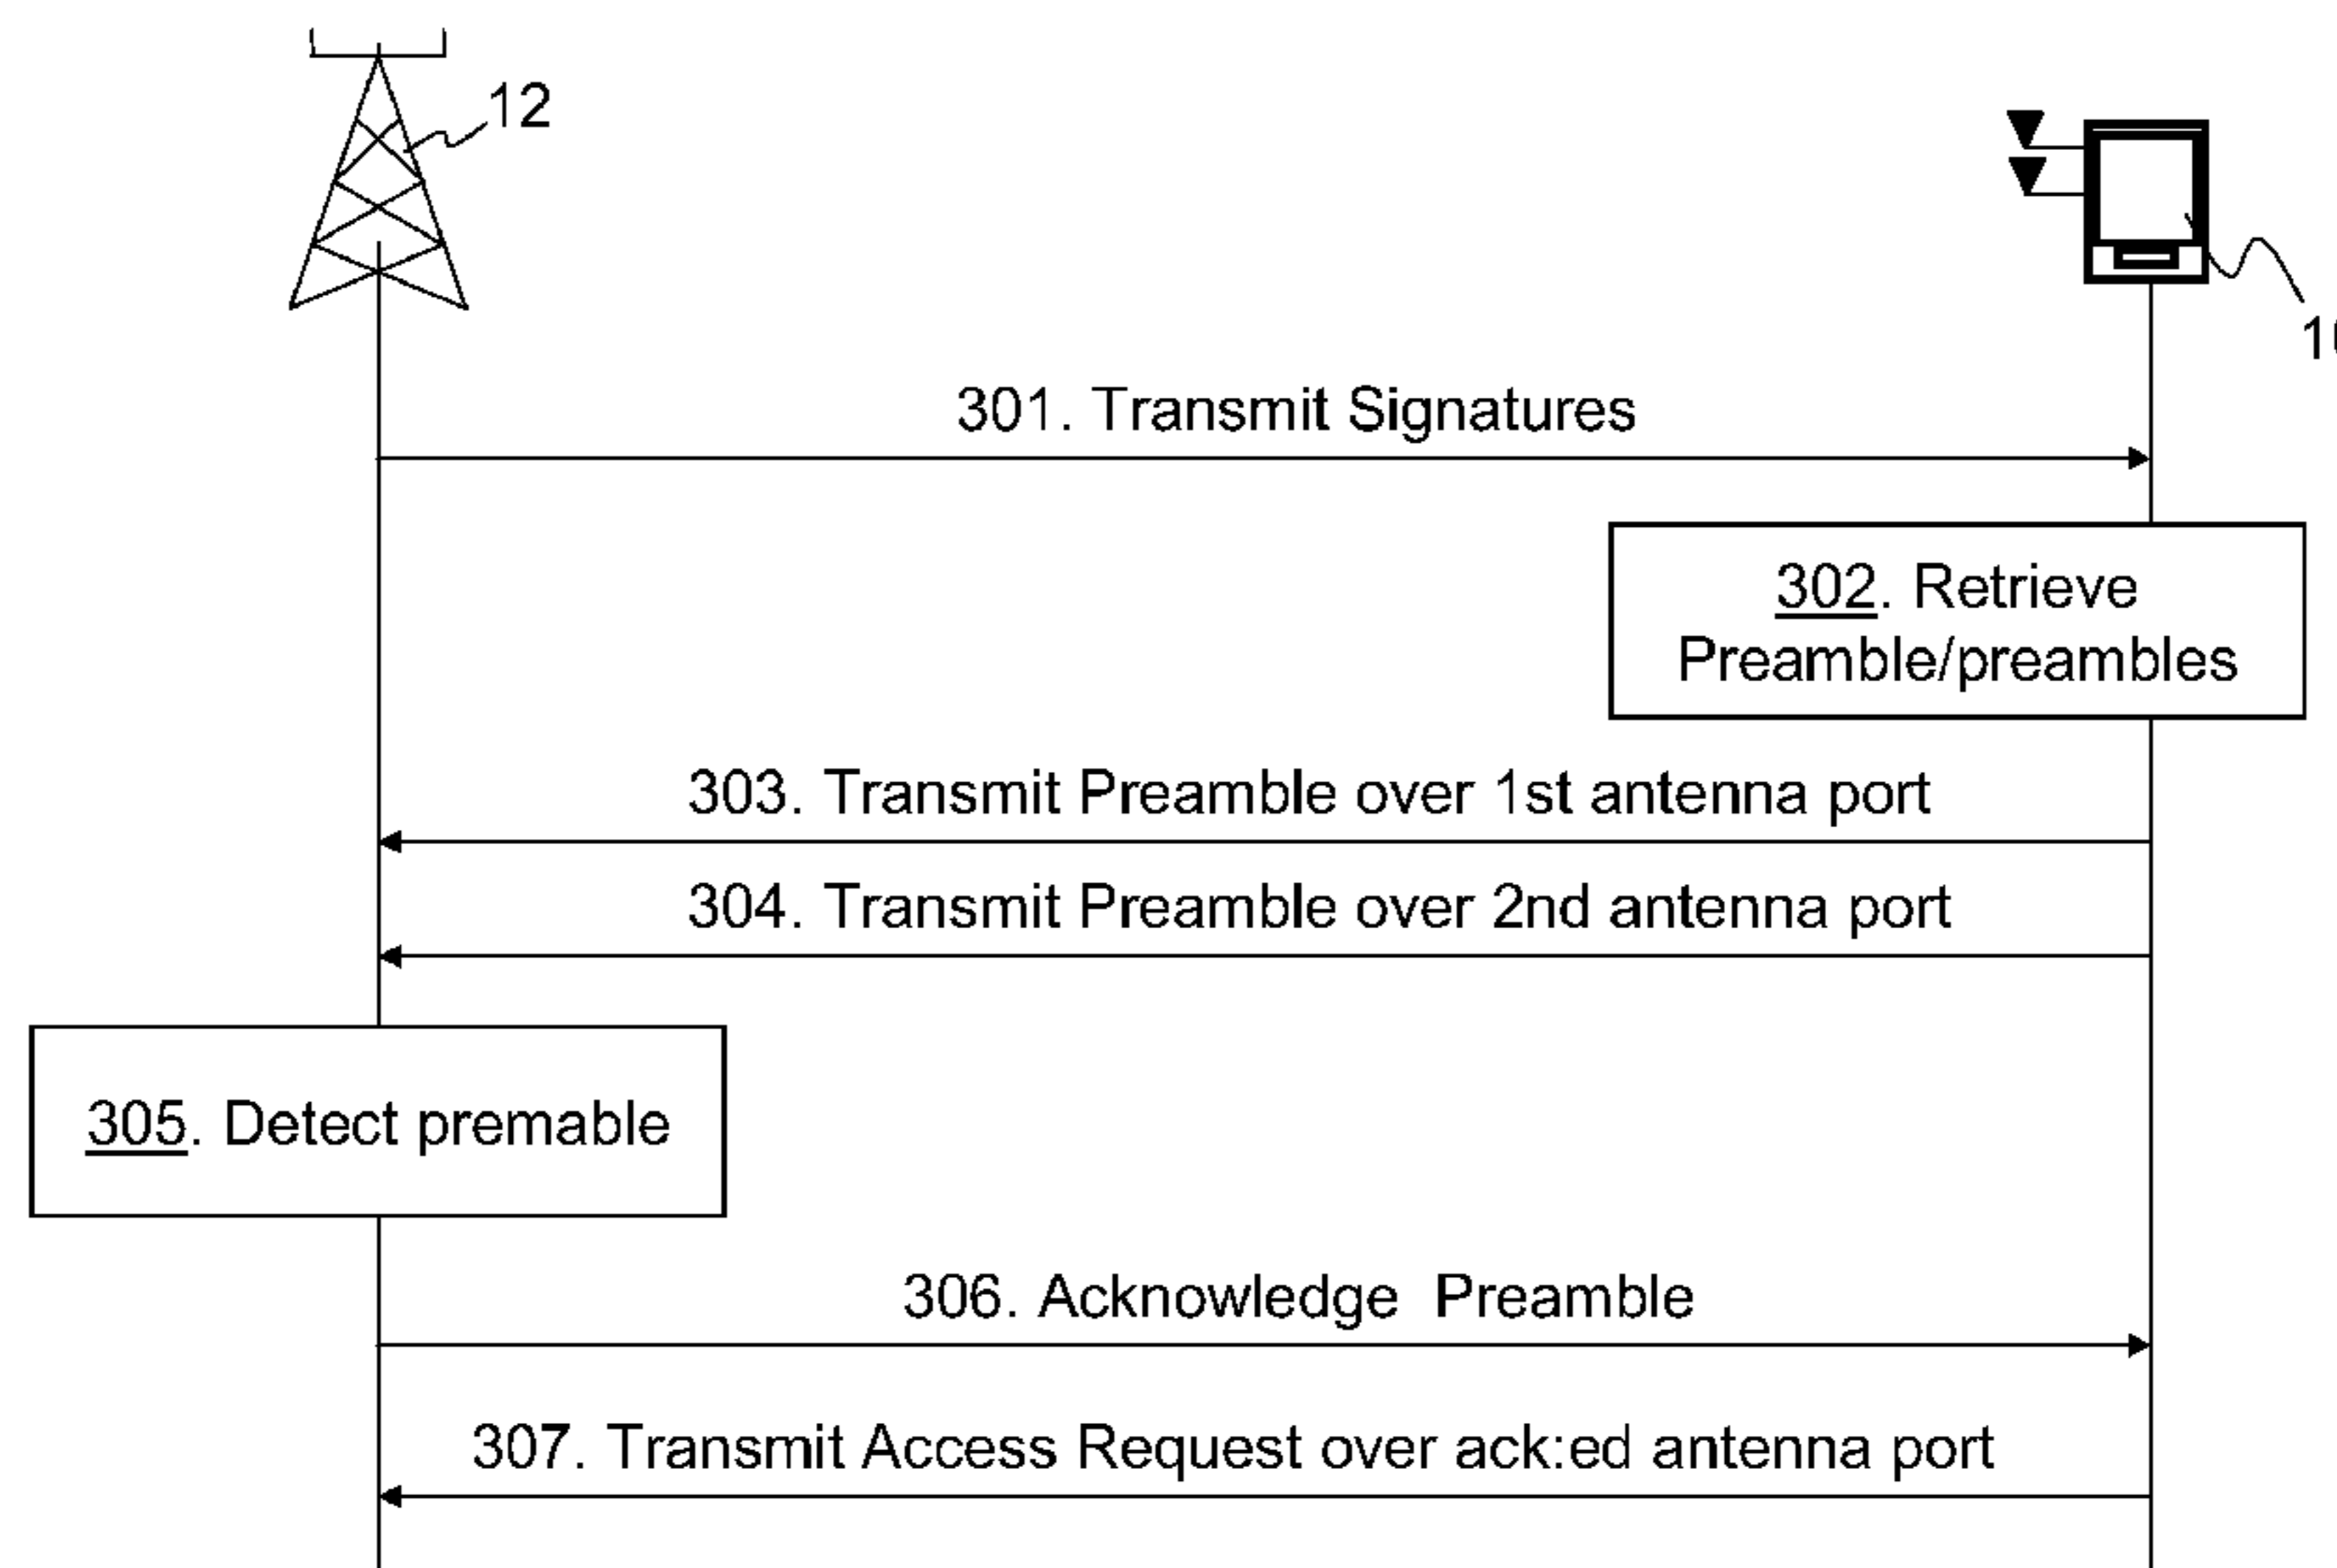 12
301. Transmit Signatures
302. Retrieve
Preamble/preambles
303. Transmit Preamble over 1st antenna port
304. Transmit Preamble over 2nd antenna port
305. Detect premable
306. Acknowledge Preamble
307. Transmit Access Request over ack:ed antenna port